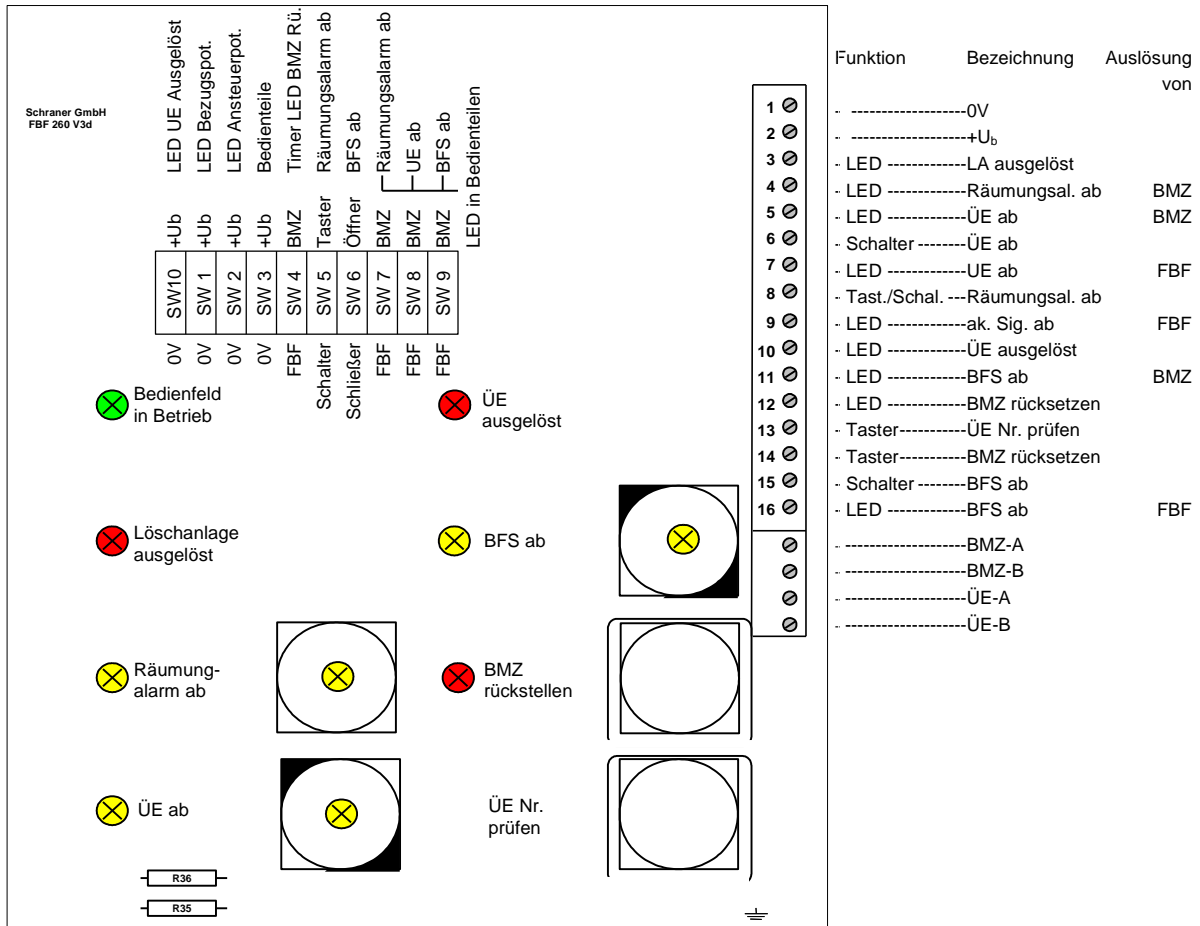 Schraner GmbH
FBF 260 V3d
LED UE Ausgelöst
LED Bezugspot.
LED Ansteuerpot.
Bedienteile
Timer LED BMZ Rü.
Räumungsalarm ab
BFS ab
Räumungsalarm ab
UE ab
BFS ab
LED in Bedienteilen
+Ub +Ub +Ub +Ub BMZ Taster Öffner BMZ BMZ BMZ
SW10 SW 1 SW 2 SW 3 SW 4 SW 5 SW 6 SW 7 SW 8 SW 9
0V 0V 0V 0V FBF Schalter Schließer FBF FBF FBF
Bedienfeld
in Betrieb
ÜE
ausgelöst
Löschanlage
ausgelöst
BFS ab
Räumung-
alarm ab
BMZ
rückstellen
ÜE ab
ÜE Nr.
prüfen
R36
R35
Funktion Bezeichnung Auslösung
von
1 - -------------------0V
2 - -------------------+Ub
3 - LED -----------LA ausgelöst
4 - LED -----------Räumungsal. ab BMZ
5 - LED -----------ÜE ab BMZ
6 - Schalter --------ÜE ab
7 - LED -----------UE ab FBF
8 - Tast./Schal. ---Räumungsal. ab
9 - LED -----------ak. Sig. ab FBF
10 - LED -----------ÜE ausgelöst
11 - LED -----------BFS ab BMZ
12 - LED -----------BMZ rücksetzen
13 - Taster-----------ÜE Nr. prüfen
14 - Taster-----------BMZ rücksetzen
15 - Schalter --------BFS ab
16 - LED -----------BFS ab FBF
- -------------------BMZ-A
- -------------------BMZ-B
- -------------------ÜE-A
- -------------------ÜE-B